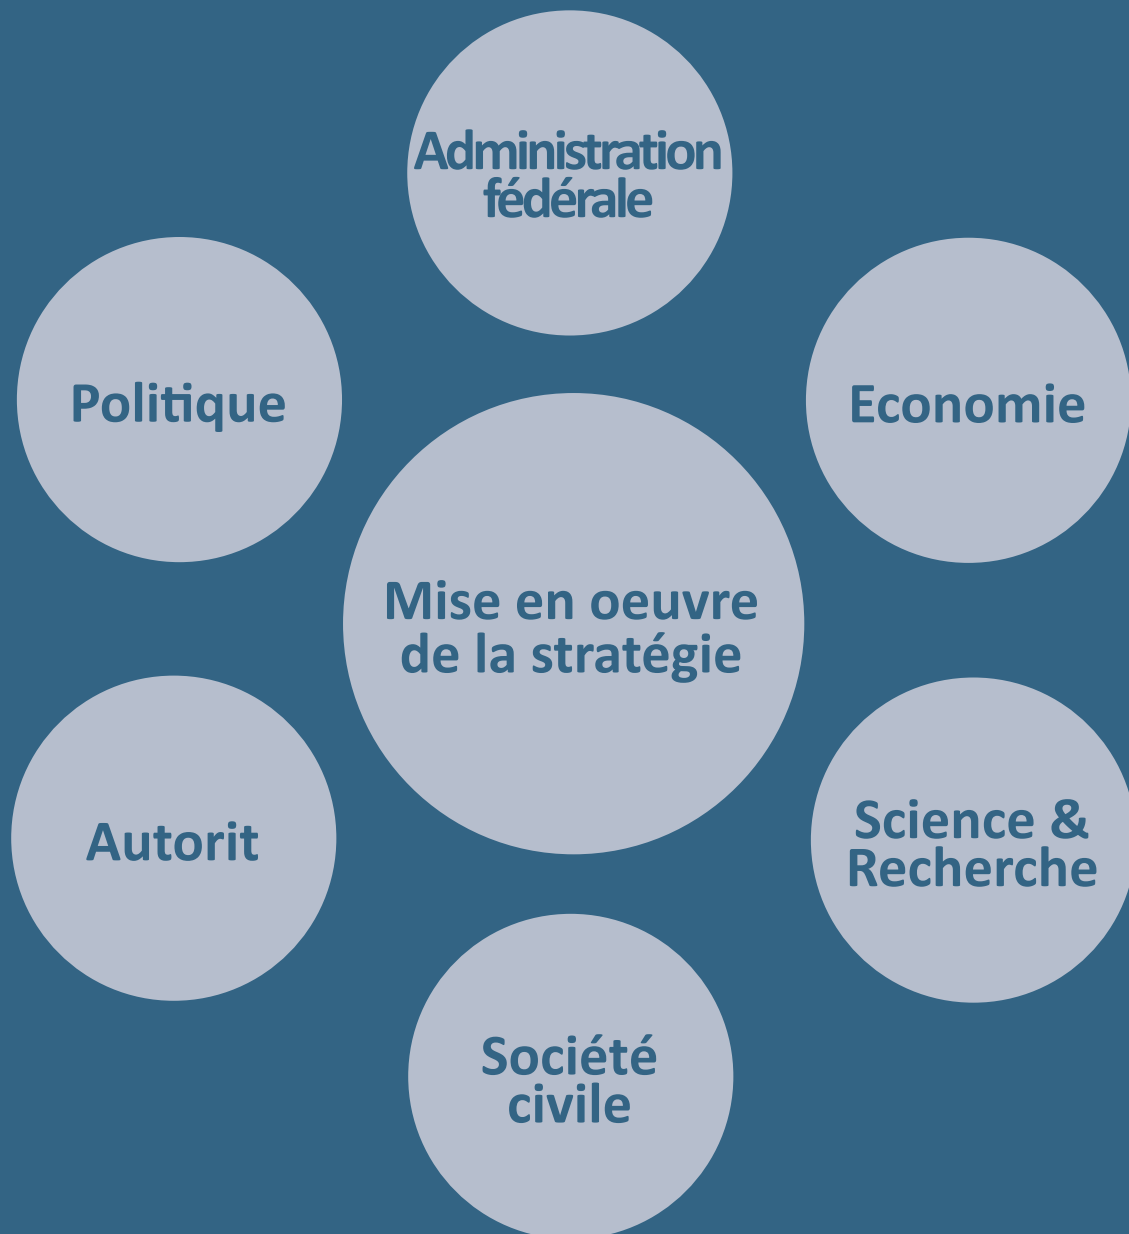 Administration
fédérale
Politique
Economie
Mise en oeuvre
de la stratégie
Autorit
Science &
Recherche
Société
civile